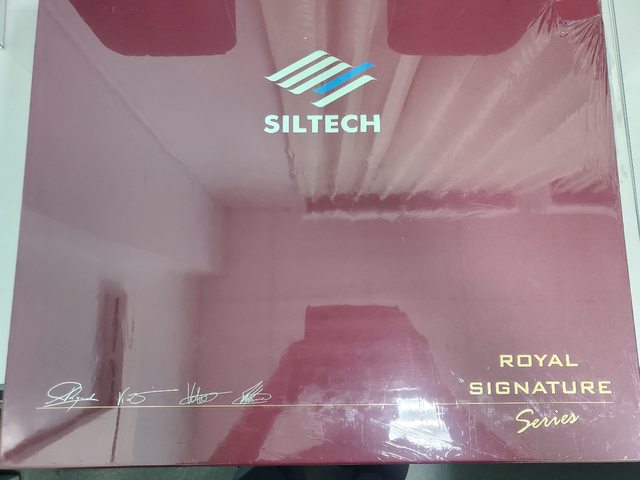 SILTECH
ROYAL
SIGNATURE
Series